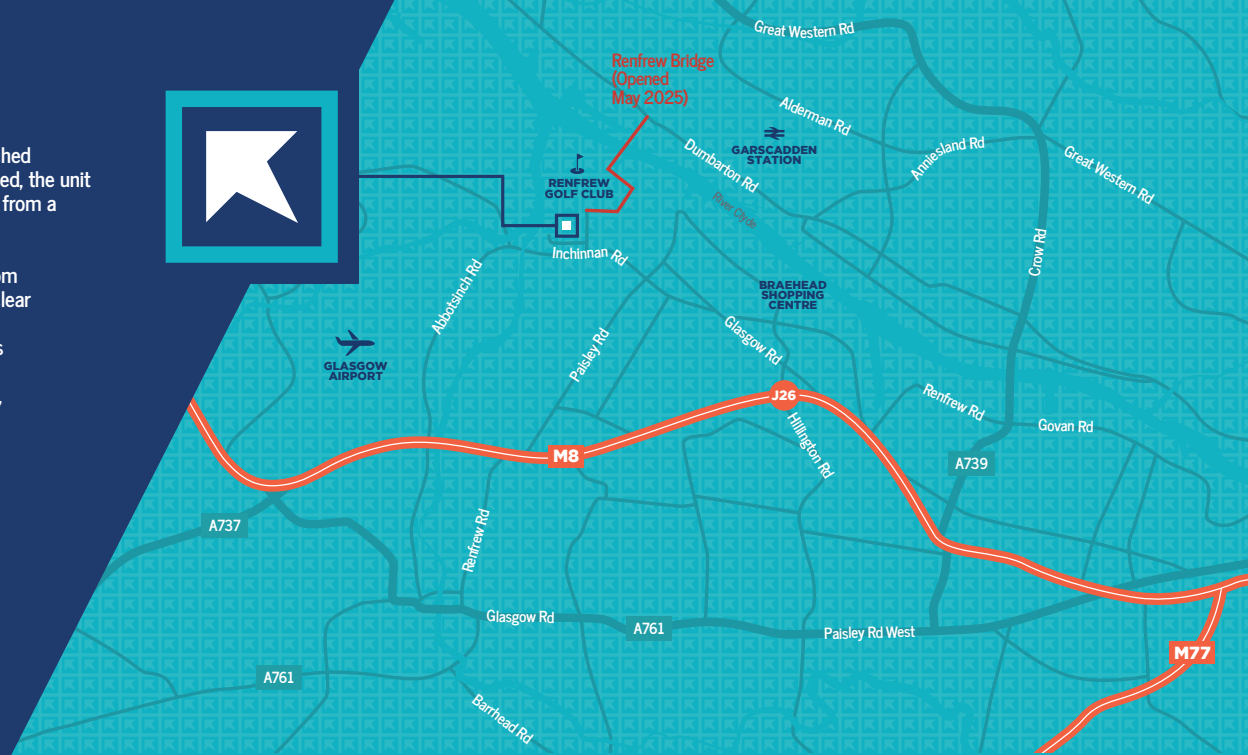 hed
ed, the unit
from a
om
lear
s
Great Western Rd
Renfrew Bridge
(Opened
May 2025)
Alderman Rd
GARSCADDEN
STATION
Dumbarton Rd
Anniesland Rd
Great Western Rd
RENFREW
GOLF CLUB
River Clyde
Inchinnan Rd
Crow Rd
Abbotsinch Rd
BRAEHEAD
SHOPPING
CENTRE
Glasgow Rd
Paisley Rd
GLASGOW
AIRPORT
J26
Renfrew Rd
Govan Rd
Hillington Rd
M8
A739
A737
Renfrew Rd
Glasgow Rd
A761
Paisley Rd West
M77
A761
Barrhead Rd